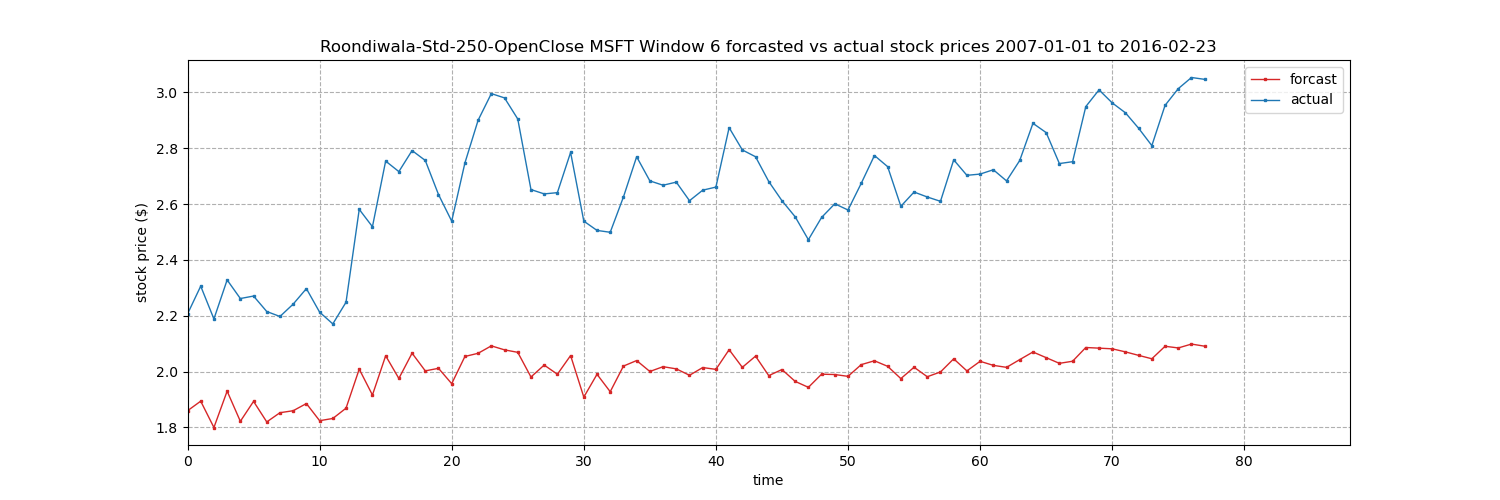 Roondiwala-Std-250-OpenClose MSFT Window 6 forcasted vs actual stock prices 2007-01-01 to 2016-02-23
forcast
actual
stock price ($)
3.0
2.8
2.6
2.4
2.2
2.0
1.8
0 10 20 30 40 50 60 70 80
time